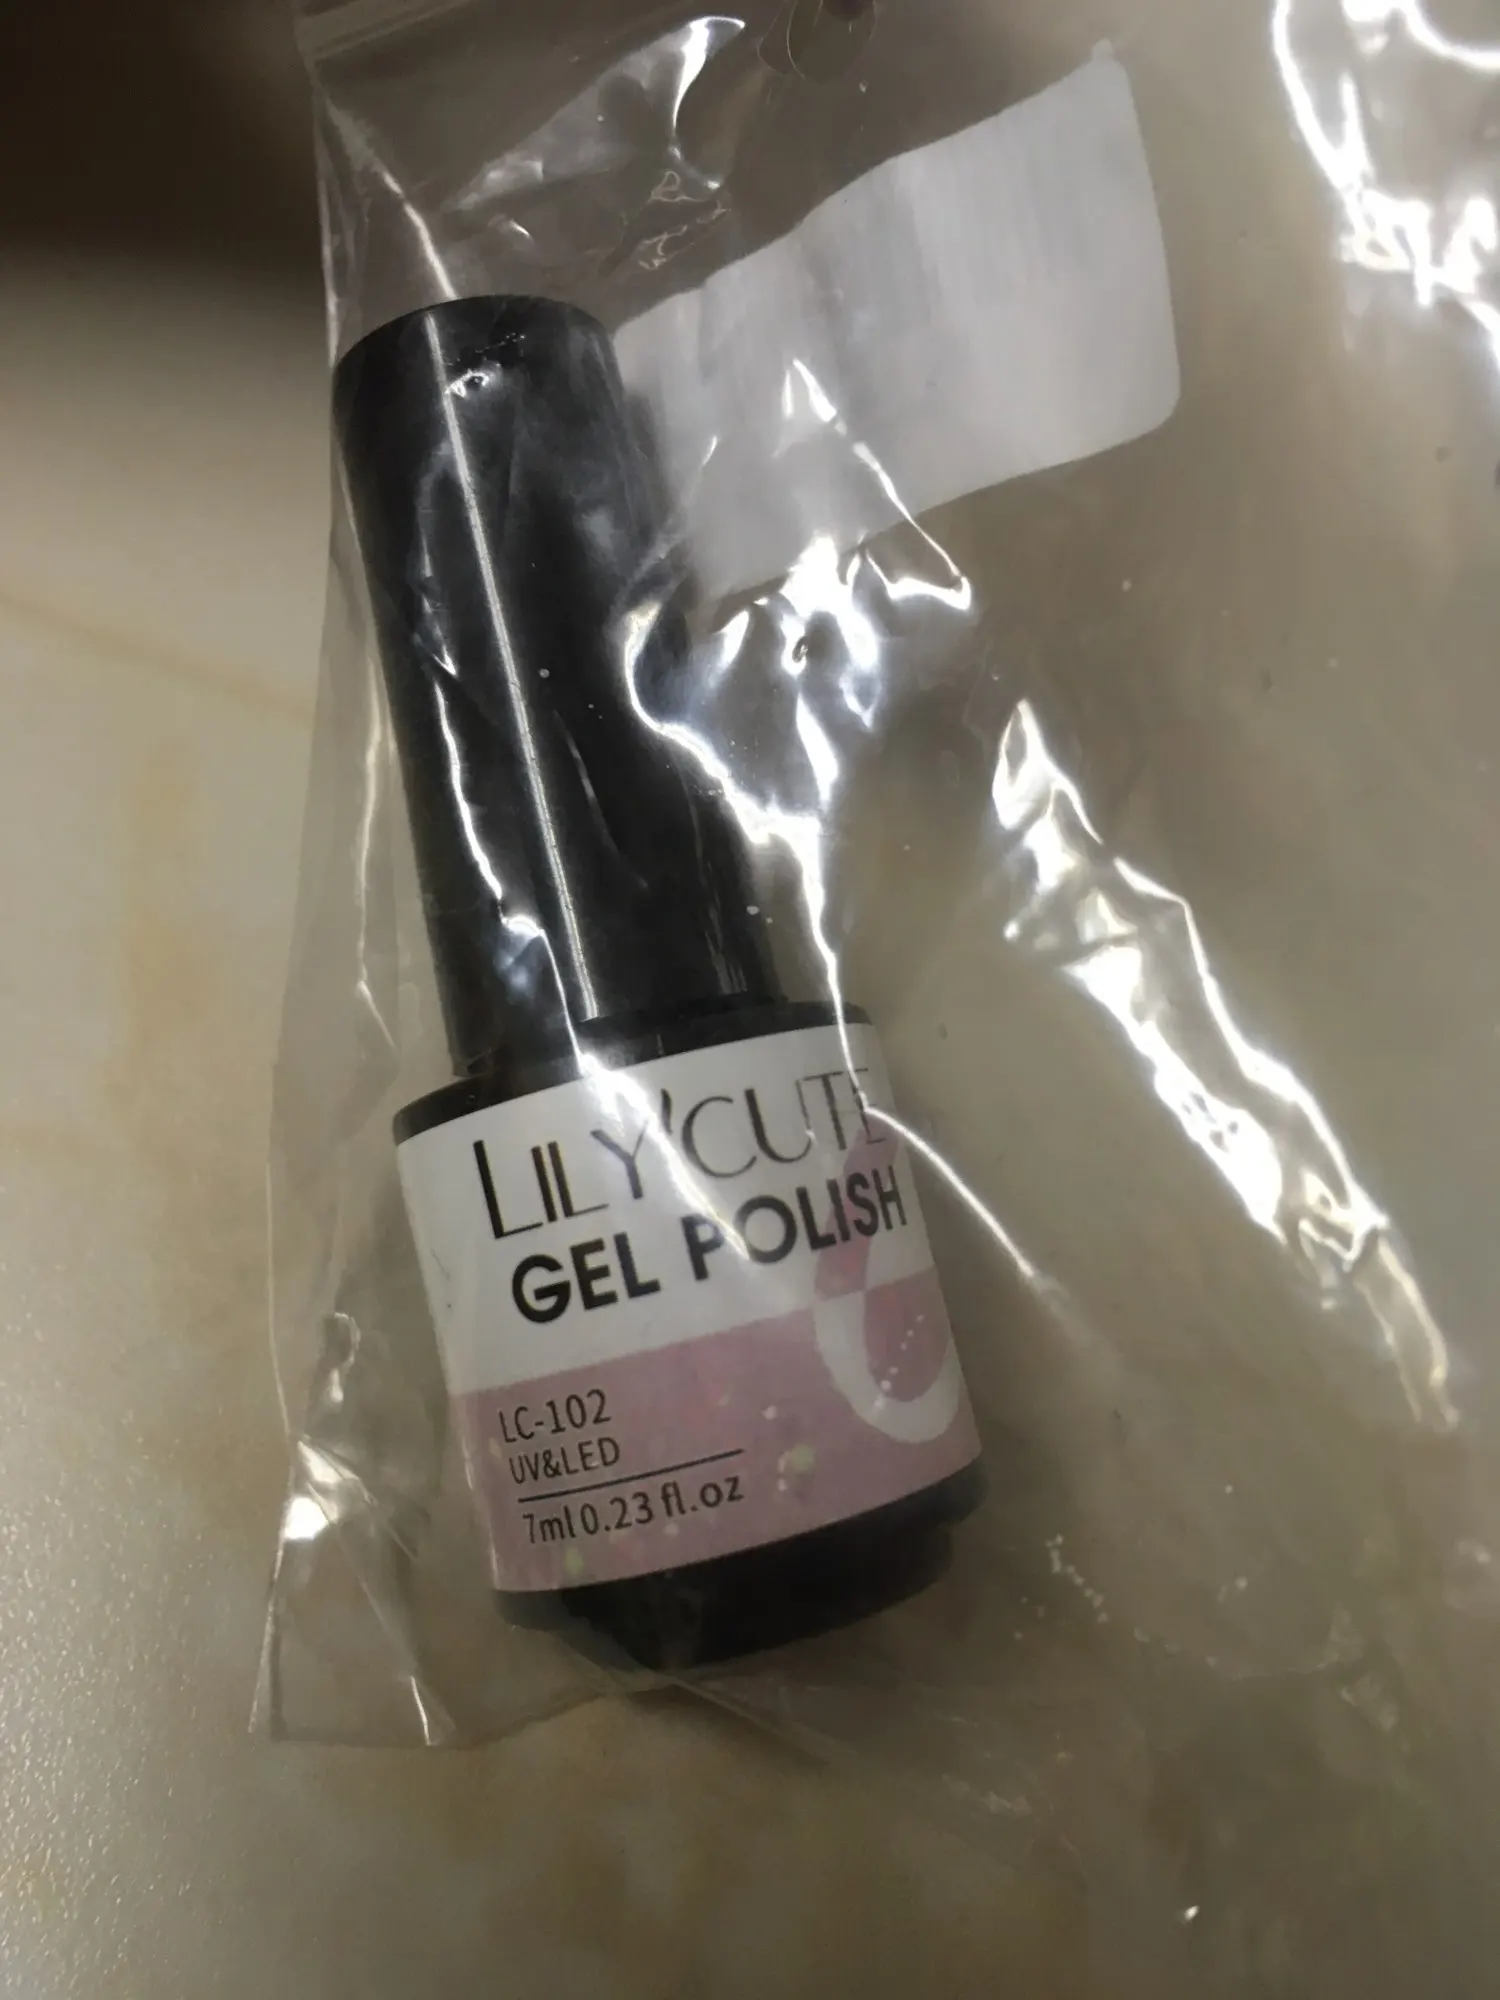 LILY'CUTE
GEL POLISH
LC-102
UV&LED
7ml 0.23 fl.oz